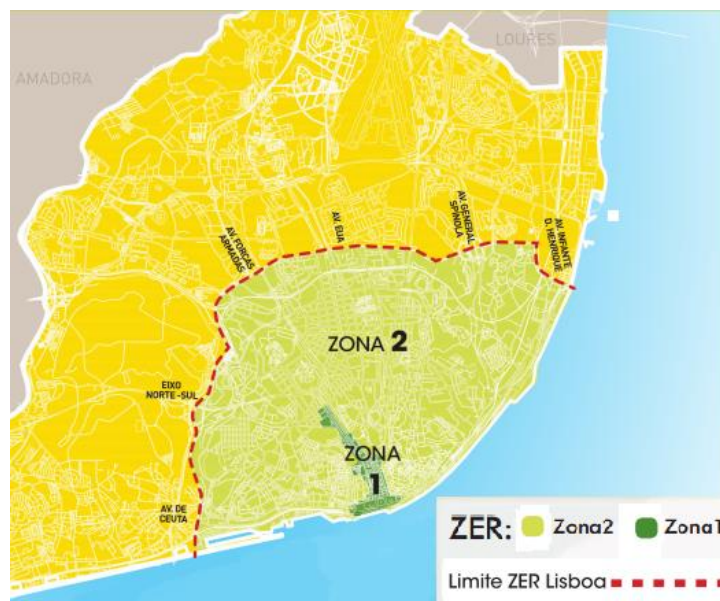 LOURES
AMADORA
AV. FORÇAS
ARMADAS
AV. EUA
AV. GENERAL
SPÍNOLA
AV. INFANTE
D. HENRIQUE
ZONA 2
EIXO
NORTE-SUL
ZONA
1
AV. DE
CEUTA
ZER: Zona2 Zona1
Limite ZER Lisboa